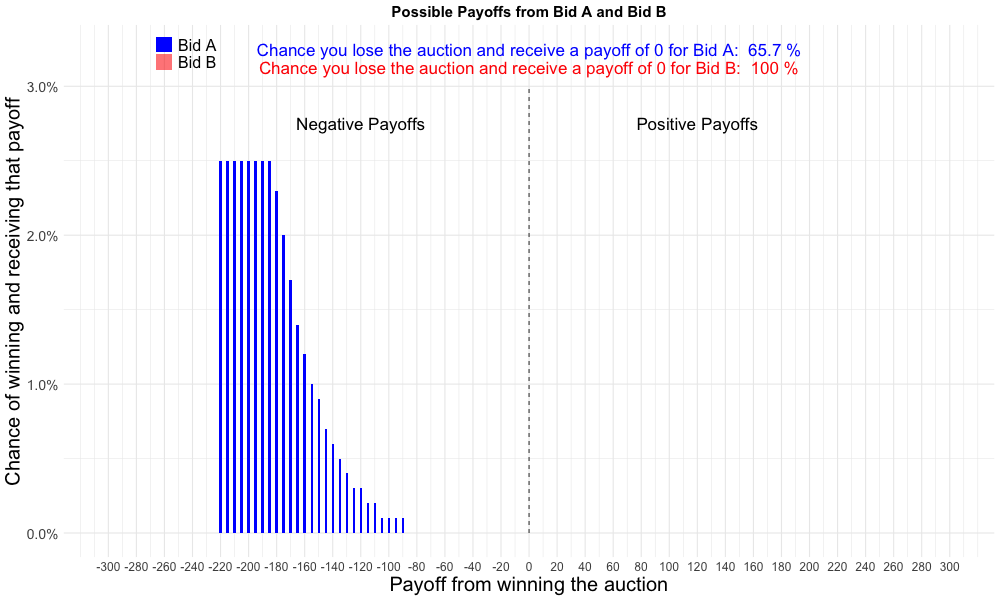 Possible Payoffs from Bid A and Bid B
Bid A
Bid B
Chance you lose the auction and receive a payoff of 0 for Bid A: 65.7 %
Chance you lose the auction and receive a payoff of 0 for Bid B: 100 %
Negative Payoffs
Positive Payoffs
Chance of winning and receiving that payoff
3.0%
2.0%
1.0%
0.0%
-300 -280 -260 -240 -220 -200 -180 -160 -140 -120 -100 -80 -60 -40 -20 0 20 40 60 80 100 120 140 160 180 200 220 240 260 280 300
Payoff from winning the auction